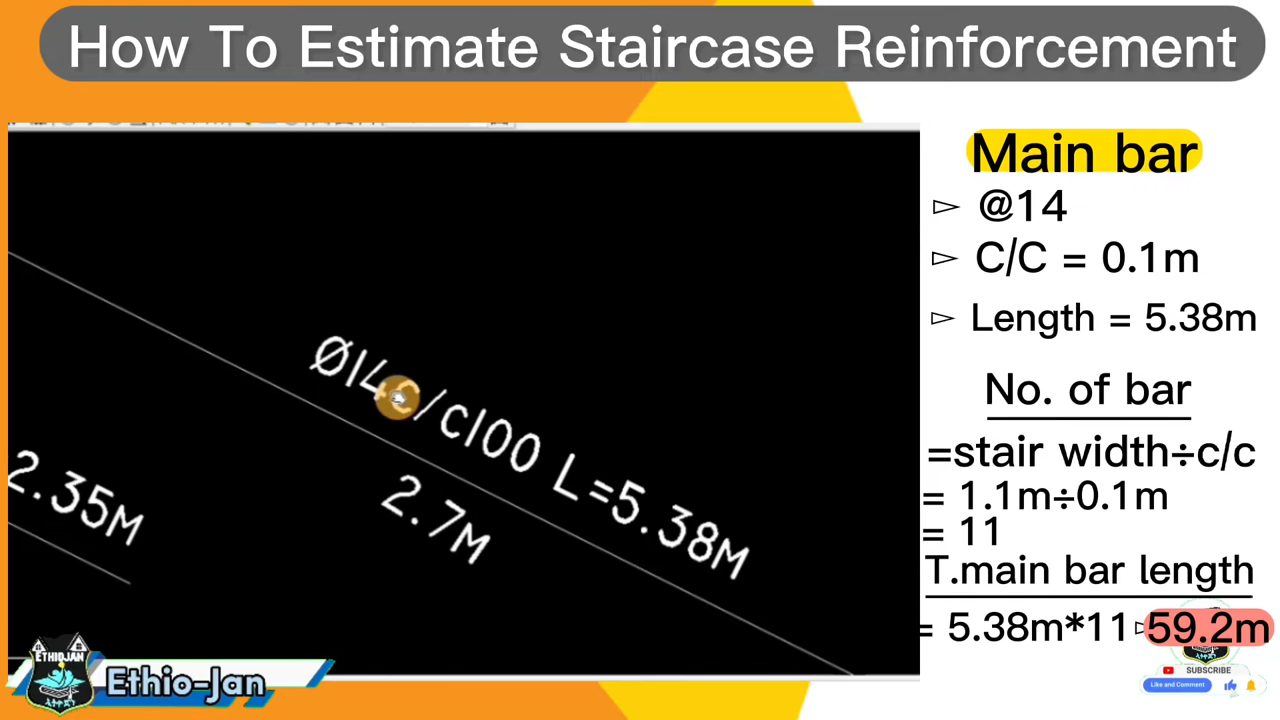 How To Estimate Staircase Reinforcement
Main bar
▻ @14
▻ C/C = 0.1m
▻ Length = 5.38m
No. of bar
=stair width÷c/c
= 1.1m÷0.1m
= 11
T.main bar length
= 5.38m*11=59.2m
Ø14c/c100 L=5.38M
2.7M
2.35M
ETHIOJAN
Ethio-Jan
SUBSCRIBE
Like and Comment